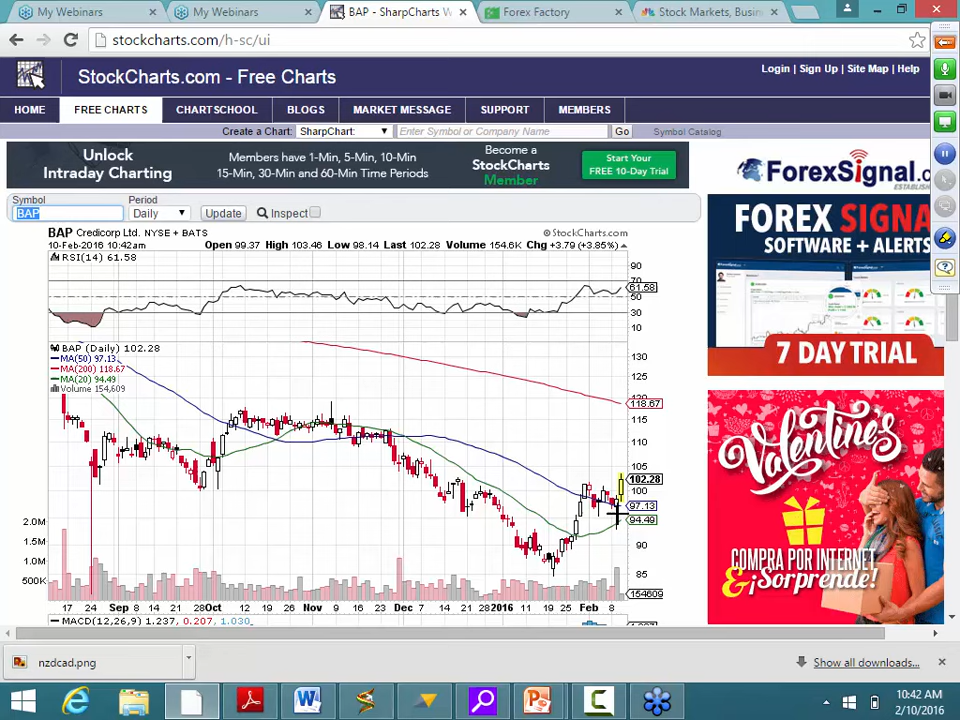 My Webinars
My Webinars
BAP - SharpCharts W
Forex Factory
Stock Markets, Busin
stockcharts.com/h-sc/ui
StockCharts.com - Free Charts
Login | Sign Up | Site Map | Help
HOME
FREE CHARTS
CHARTSCHOOL
BLOGS
MARKET MESSAGE
SUPPORT
MEMBERS
Create a Chart: SharpChart: Enter Symbol or Company Name Go Symbol Catalog
Unlock
Intraday Charting
Members have 1-Min, 5-Min, 10-Min
15-Min, 30-Min and 60-Min Time Periods
Become a
StockCharts
Member
Start Your
FREE 10-Day Trial
Symbol
Period
BAP
Daily
Update
Inspect
BAP Credicorp Ltd. NYSE + BATS
© StockCharts.com
10-Feb-2016 10:42am
Open 99.37 High 103.46 Low 98.14 Last 102.28 Volume 154.6K Chg +3.79 (+3.85%)
RSI(14) 61.58
90
61.58
50
30
10
BAP (Daily) 102.28
MA(50) 97.13
MA(200) 118.67
MA(20) 94.49
Volume 154,609
130
125
118.67
115
110
105
102.28
100
97.13
94.49
90
85
2.0M
1.5M
1.0M
500K
154609
17 24 Sep 8 14 21 28 Oct 12 19 26 Nov 9 16 23 Dec 7 14 21 28 2016 11 19 25 Feb 8
MACD(12,26,9) 1.237, 0.207, 1.030
ForexSignal.c
ESTABLISH
FOREX SIGNA
SOFTWARE + ALERTS
7 DAY TRIAL
Valentine's
COMPRA POR INTERNET
& ¡Sorprende!
nzdcad.png
Show all downloads...
10:42 AM
2/10/2016